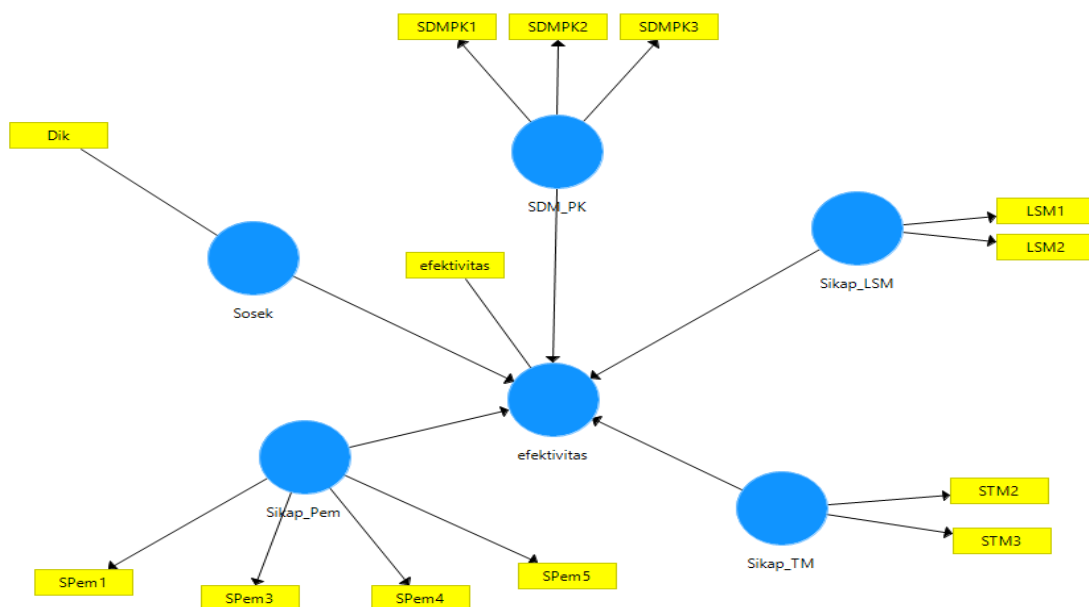 SDMPK1
SDMPK2
SDMPK3
Dik
SDM_PK
LSM1
LSM2
Sikap_LSM
efektivitas
Sosek
efektivitas
Sikap_Pem
STM2
STM3
Sikap_TM
SPem1
SPem3
SPem4
SPem5